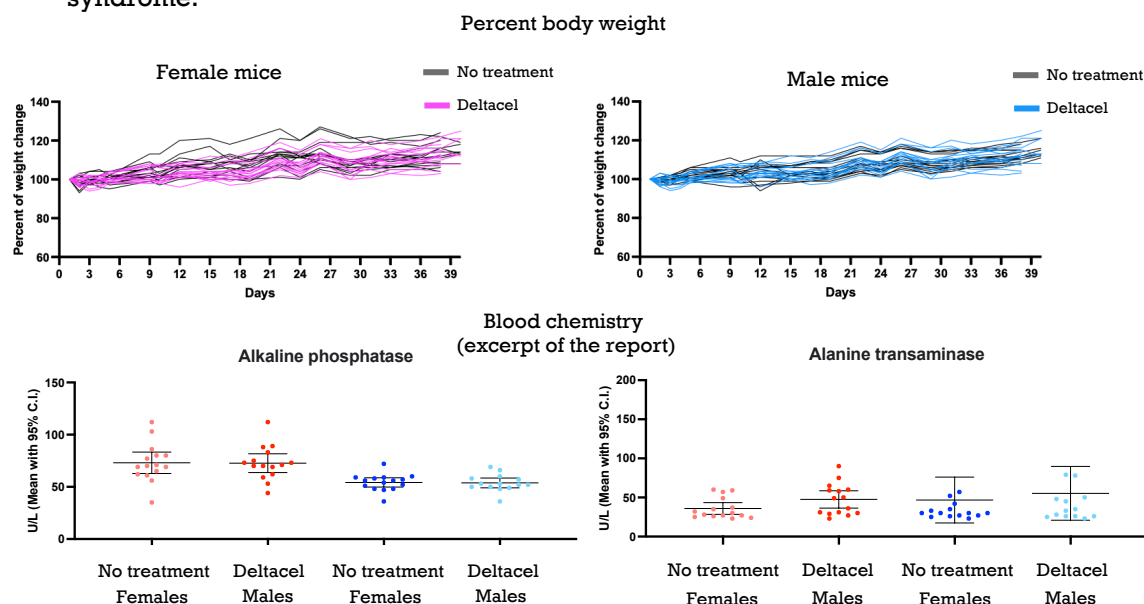 syndrome.
Percent body weight
Female mice
No treatment
Deltacel
Percent of weight change
140
120
100
80
60
0 3 6 9 12 15 18 21 24 27 30 33 36 39
Days
Male mice
No treatment
Deltacel
Percent of weight change
140
120
100
80
60
0 3 6 9 12 15 18 21 24 27 30 33 36 39
Days
Blood chemistry
(excerpt of the report)
Alkaline phosphatase
U/L (Mean with 95% C.I.)
150
100
50
0
No treatment Deltacel No treatment Deltacel
Females Males Females Males
Alanine transaminase
U/L (Mean with 95% C.I.)
200
150
100
50
0
No treatment Deltacel No treatment Deltacel
Females Males Females Males